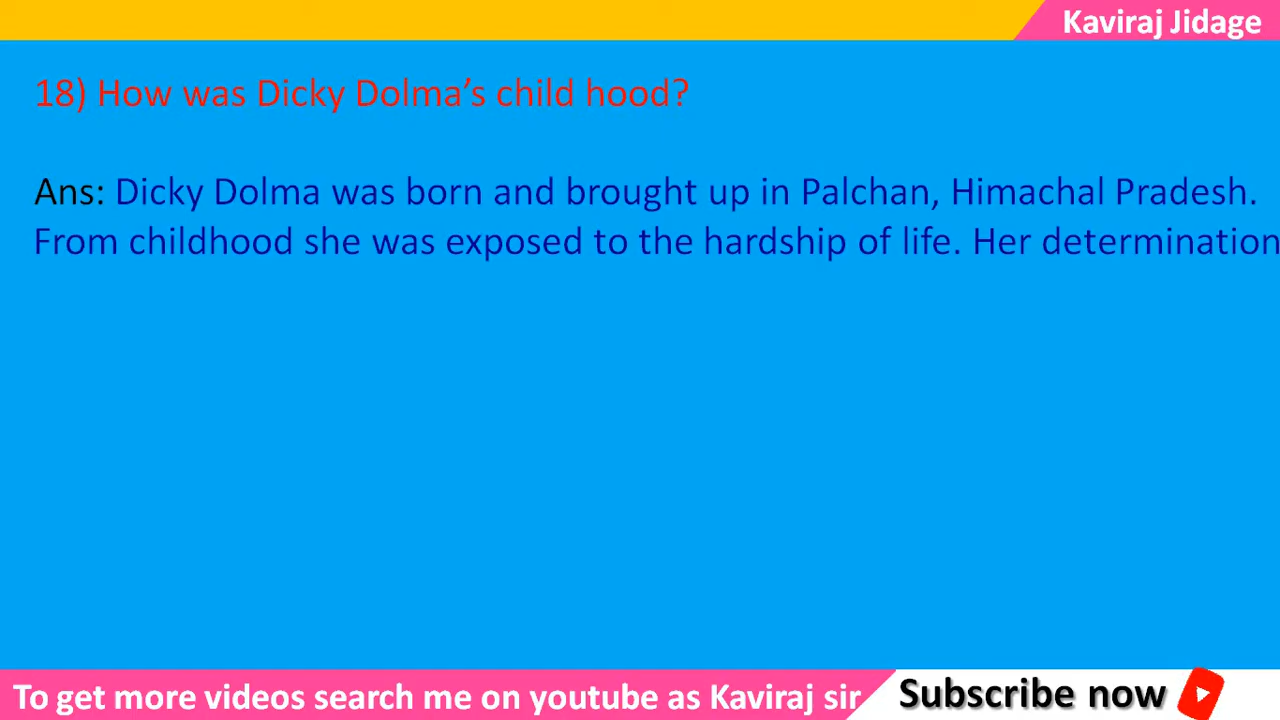 Kaviraj Jidage
18) How was Dicky Dolma’s child hood?
Ans: Dicky Dolma was born and brought up in Palchan, Himachal Pradesh.
From childhood she was exposed to the hardship of life. Her determination
To get more videos search me on youtube as Kaviraj sir
Subscribe now